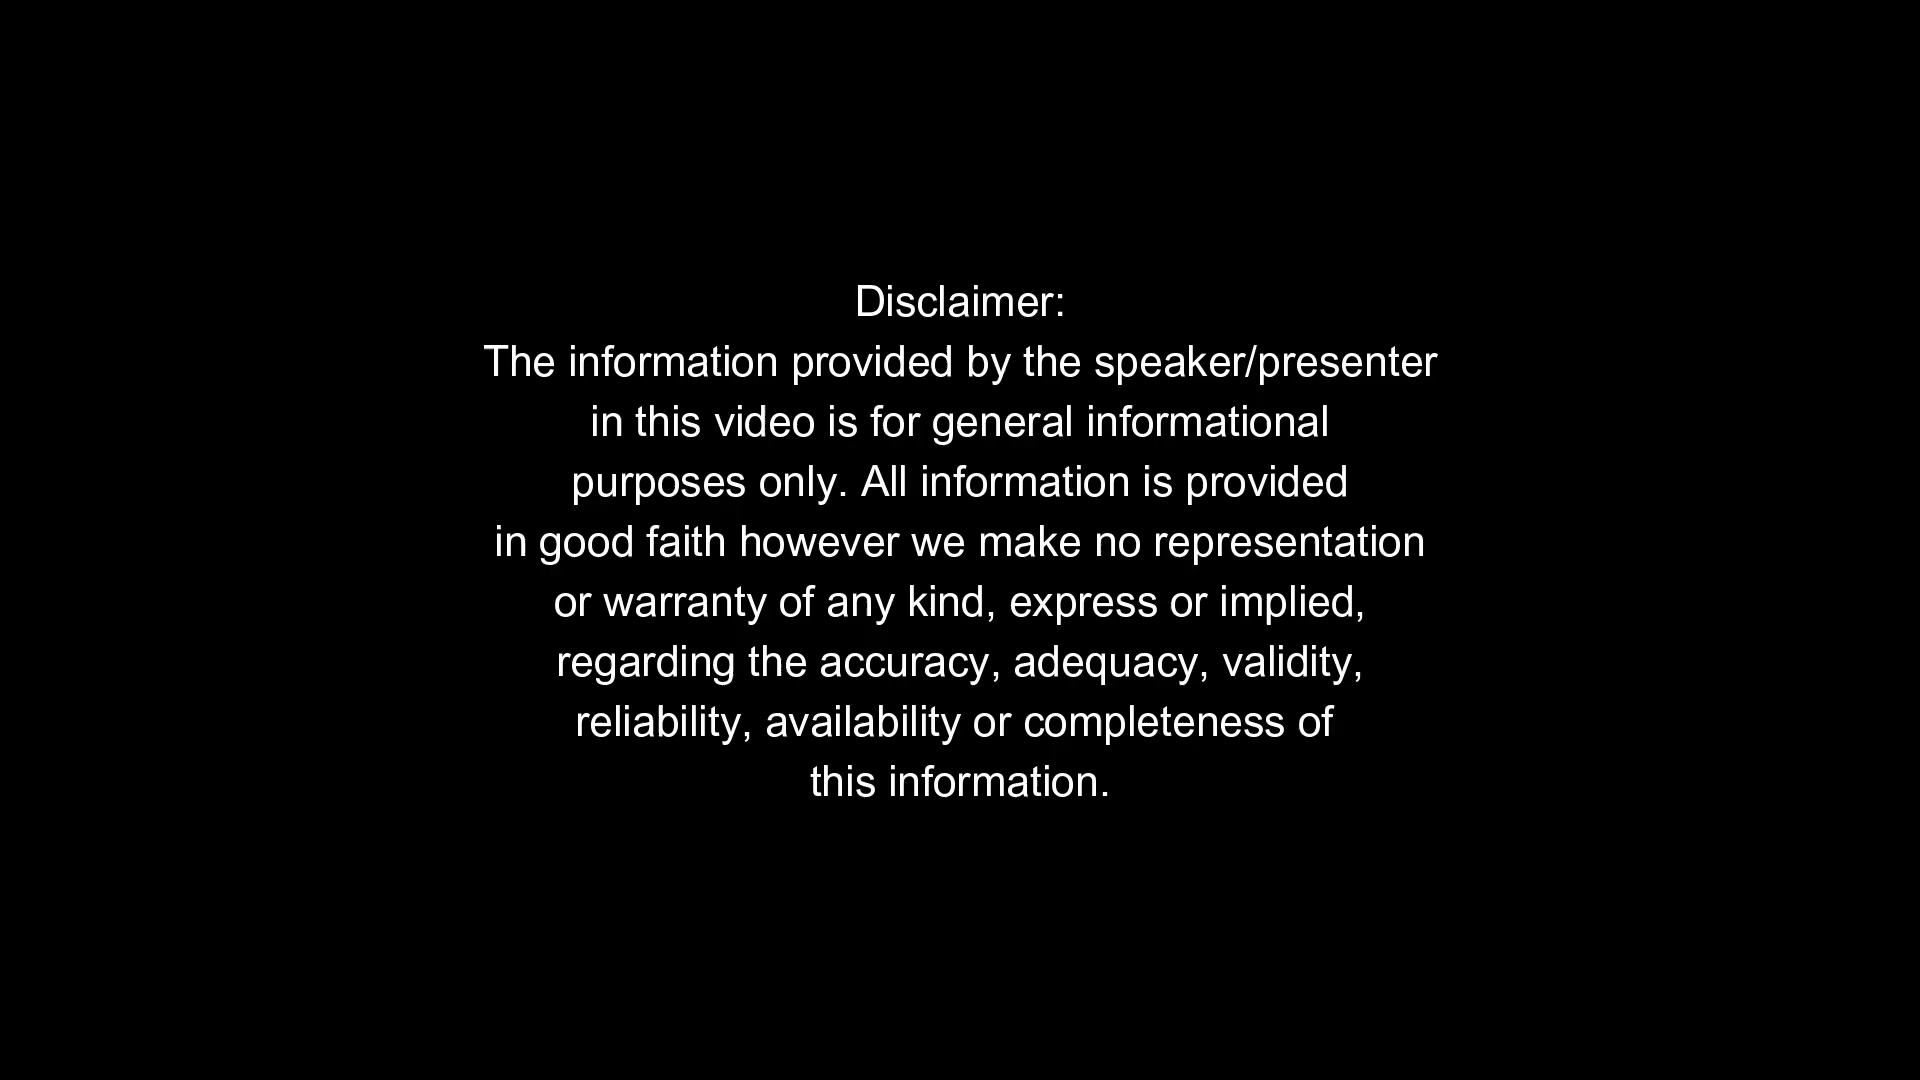 Disclaimer:
The information provided by the speaker/presenter
in this video is for general informational
purposes only. All information is provided
in good faith however we make no representation
or warranty of any kind, express or implied,
regarding the accuracy, adequacy, validity,
reliability, availability or completeness of
this information.